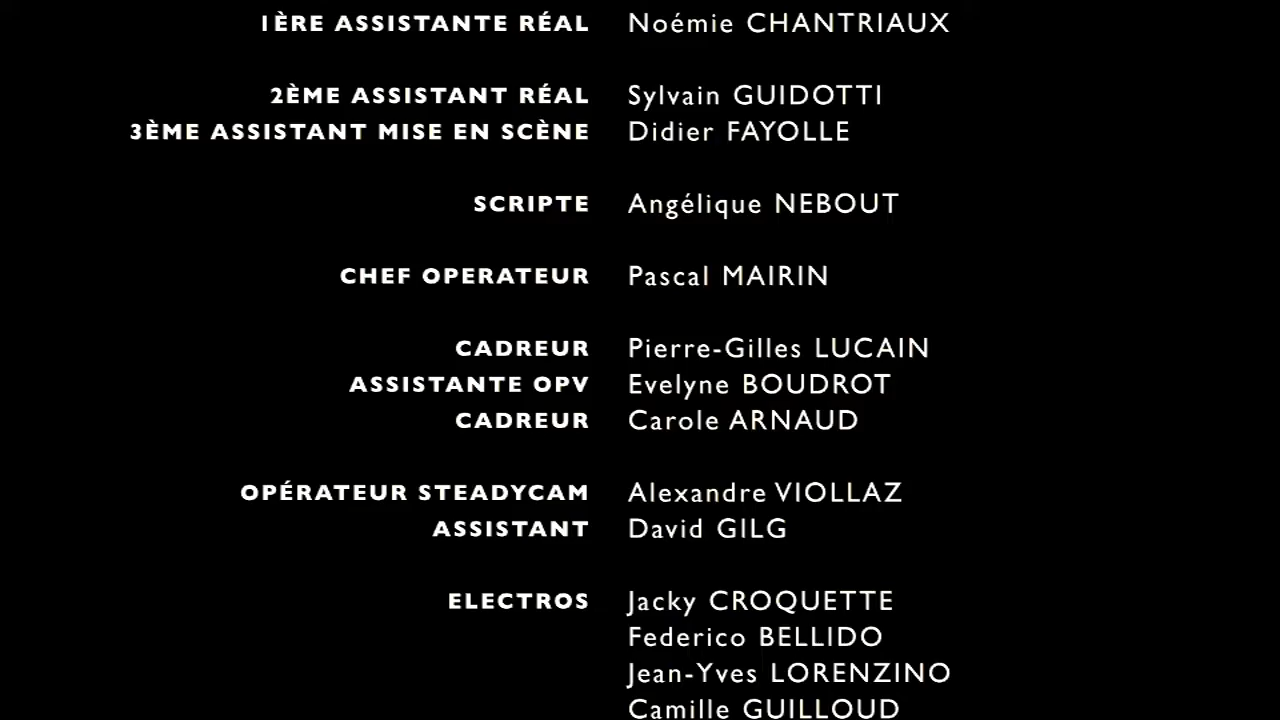 1ÈRE ASSISTANTE RÉAL Noémie CHANTRIAUX
2ÈME ASSISTANT RÉAL Sylvain GUIDOTTI
3ÈME ASSISTANT MISE EN SCÈNE Didier FAYOLLE
SCRIPTE Angélique NEBOUT
CHEF OPERATEUR Pascal MAIRIN
CADREUR Pierre-Gilles LUCAIN
ASSISTANTE OPV Evelyne BOUDROT
CADREUR Carole ARNAUD
OPÉRATEUR STEADYCAM Alexandre VIOLLAZ
ASSISTANT David GILG
ELECTROS Jacky CROQUETTE
Federico BELLIDO
Jean-Yves LORENZINO
Camille GUILLOUD